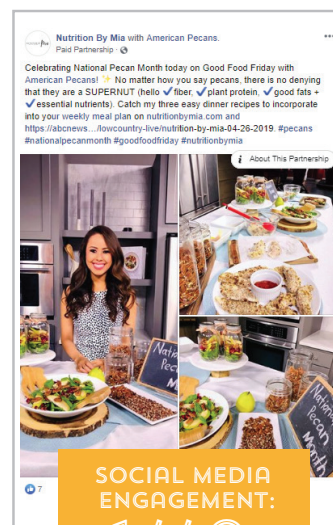 Nutrition By Mia with American Pecans.
Paid Partnership ·
Celebrating National Pecan Month today on Good Food Friday with
American Pecans! ✨ No matter how you say pecans, there is no denying
that they are a SUPERNUT (hello ✔fiber, ✔plant protein, ✔good fats +
✔essential nutrients). Catch my three easy dinner recipes to incorporate
into your weekly meal plan on nutritionbymia.com and
https://abcnews.../lowcountry-live/nutrition-by-mia-04-26-2019. #pecans
#nationalpecanmonth #goodfoodfriday #nutritionbymia
i About This Partnership
National
Pecan
Month
National
Pecan
Month
7
SOCIAL MEDIA
ENGAGEMENT: